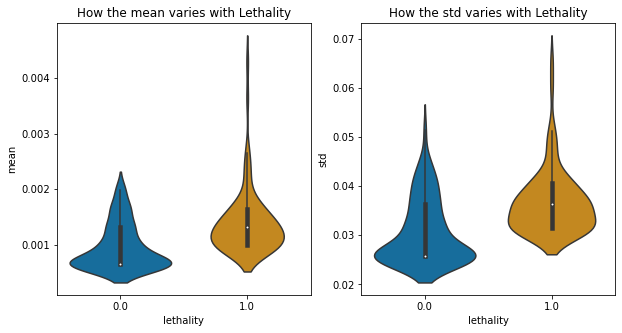 How the mean varies with Lethality
mean
0.004
0.003
0.002
0.001
0.0
1.0
lethality
How the std varies with Lethality
std
0.07
0.06
0.05
0.04
0.03
0.02
0.0
1.0
lethality